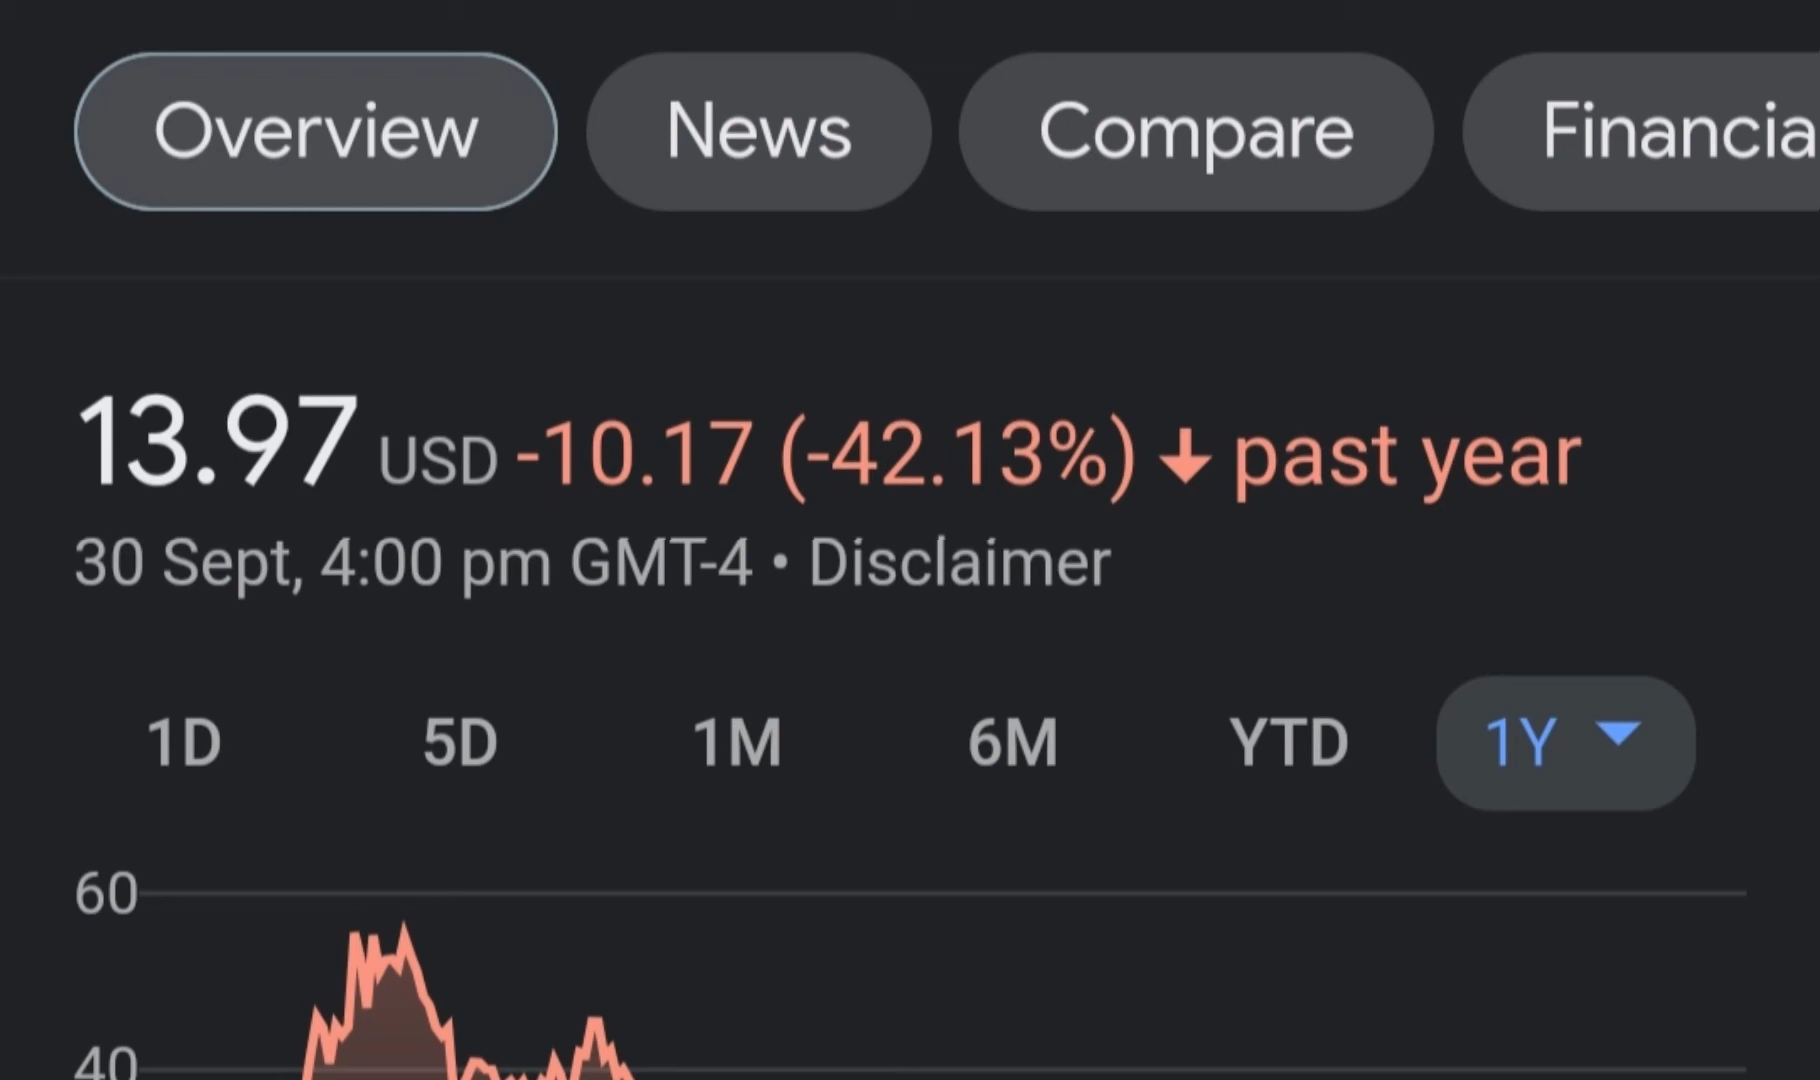 Overview News Compare Financia
13.97 USD -10.17 (-42.13%) ↓ past year
30 Sept, 4:00 pm GMT-4 • Disclaimer
1D 5D 1M 6M YTD 1Y
60
40